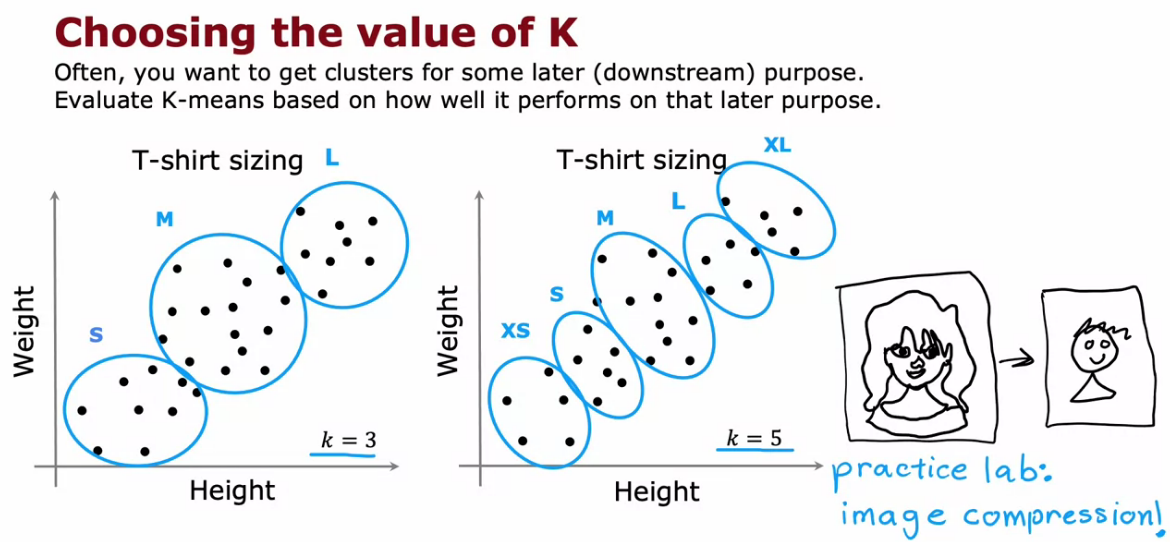 Choosing the value of K
Often, you want to get clusters for some later (downstream) purpose.
Evaluate K-means based on how well it performs on that later purpose.
T-shirt sizing
L
M
S
Weight
k = 3
Height
T-shirt sizing
XL
L
M
S
XS
Weight
k = 5
Height
practice lab:
image compression!